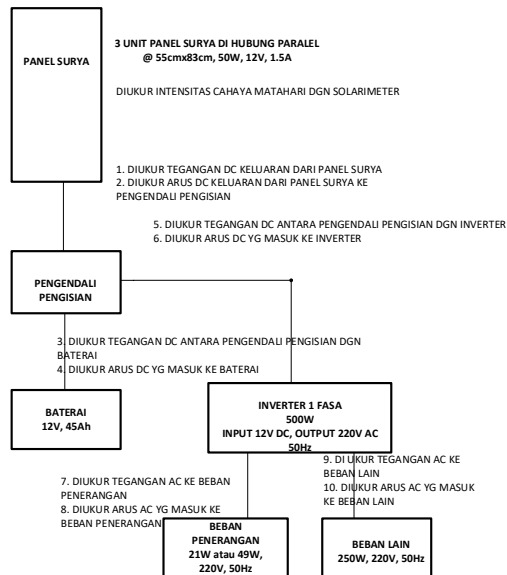 PANEL SURYA
3 UNIT PANEL SURYA DI HUBUNG PARALEL
@ 55cmx83cm, 50W, 12V, 1.5A
DIUKUR INTENSITAS CAHAYA MATAHARI DGN SOLARIMETER
1. DIUKUR TEGANGAN DC KELUARAN DARI PANEL SURYA
2. DIUKUR ARUS DC KELUARAN DARI PANEL SURYA KE
PENGENDALI PENGISIAN
5. DIUKUR TEGANGAN DC ANTARA PENGENDALI PENGISIAN DGN INVERTER
6. DIUKUR ARUS DC YG MASUK KE INVERTER
PENGENDALI
PENGISIAN
3. DIUKUR TEGANGAN DC ANTARA PENGENDALI PENGISIAN DGN
BATERAI
4. DIUKUR ARUS DC YG MASUK KE BATERAI
BATERAI
12V, 45Ah
INVERTER 1 FASA
500W
INPUT 12V DC, OUTPUT 220V AC
50Hz
7. DIUKUR TEGANGAN AC KE BEBAN
PENERANGAN
8. DIUKUR ARUS AC YG MASUK KE
BEBAN PENERANGAN
9. DI UKUR TEGANGAN AC KE
BEBAN LAIN
10. DIUKUR ARUS AC YG MASUK
KE BEBAN LAIN
BEBAN
PENERANGAN
21W atau 49W,
220V, 50Hz
BEBAN LAIN
250W, 220V, 50Hz